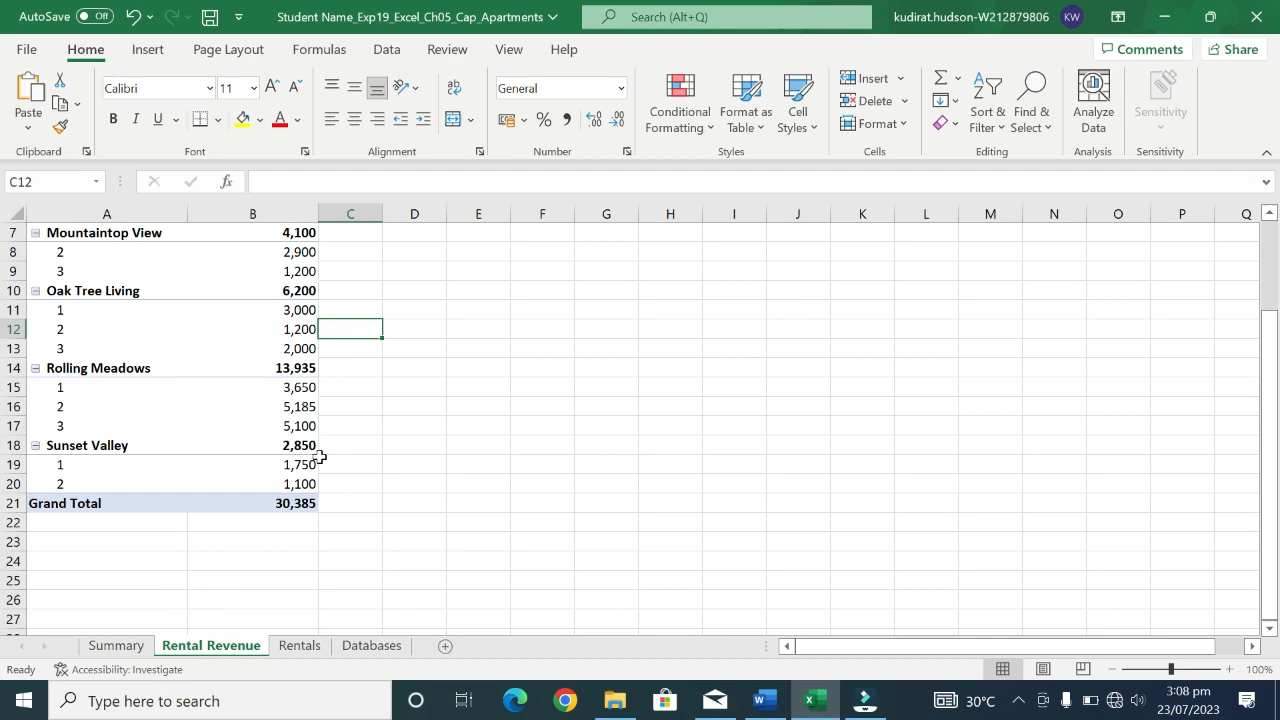 AutoSave Off Student Name_Exp19_Excel_Ch05_Cap_Apartments Search (Alt+Q) kudirat.hudson-W212879806 KW
File Home Insert Page Layout Formulas Data Review View Help Comments Share
Paste Calibri 11 A A ab General Conditional Formatting Format as Table Cell Styles Insert Delete Format Sort & Filter Find & Select Analyze Data Sensitivity
B I U A % , .00
Clipboard Font Alignment Number Styles Cells Editing Analysis Sensitivity
C12 fx
A B C D E F G H I J K L M N O P Q
7 Mountaintop View 4,100
8 2 2,900
9 3 1,200
10 Oak Tree Living 6,200
11 1 3,000
12 2 1,200
13 3 2,000
14 Rolling Meadows 13,935
15 1 3,650
16 2 5,185
17 3 5,100
18 Sunset Valley 2,850
19 1 1,750
20 2 1,100
21 Grand Total 30,385
22
23
24
25
26
27
Summary Rental Revenue Rentals Databases
Ready Accessibility: Investigate 100%
Type here to search 30°C 3:08 pm
23/07/2023